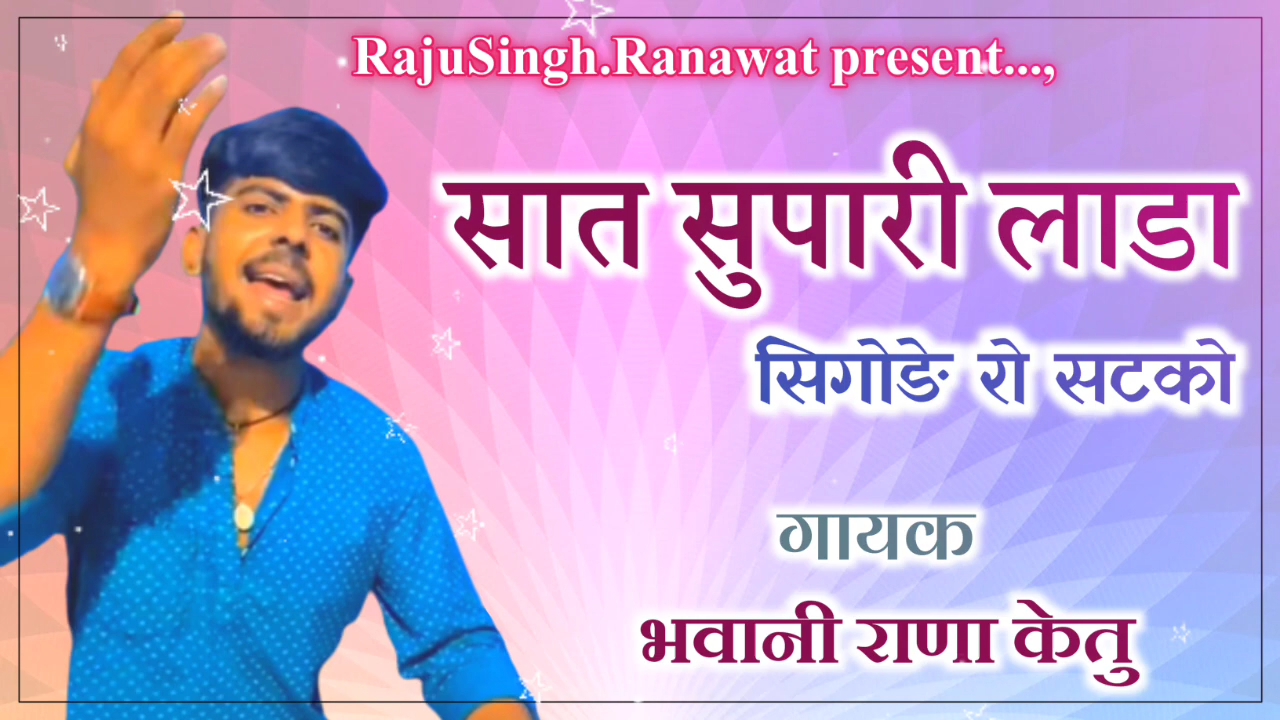 RajuSingh.Ranawat present...,
सात सुपारी लाडा
सिगोडे रो सटको
गायक
भवानी राणा केतु